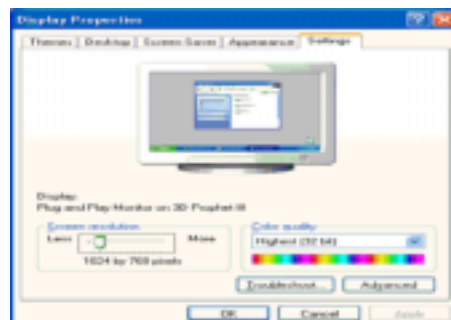 Display Properties
Themes Desktop Screen Saver Appearance Settings
Display:
Plug and Play Monitor on 3D Prophet III
Screen resolution
Less More
1024 by 768 pixels
Color quality
Highest (32 bit)
Troubleshoot... Advanced
OK Cancel Apply